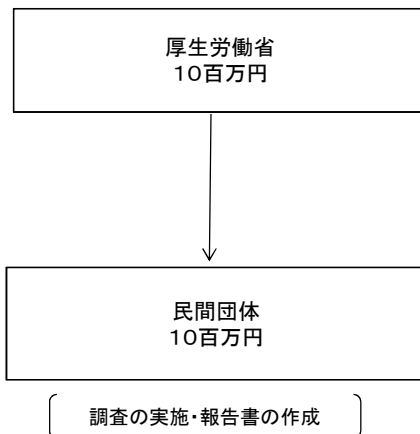 厚生労働省
10百万円
民間団体
10百万円
調査の実施・報告書の作成